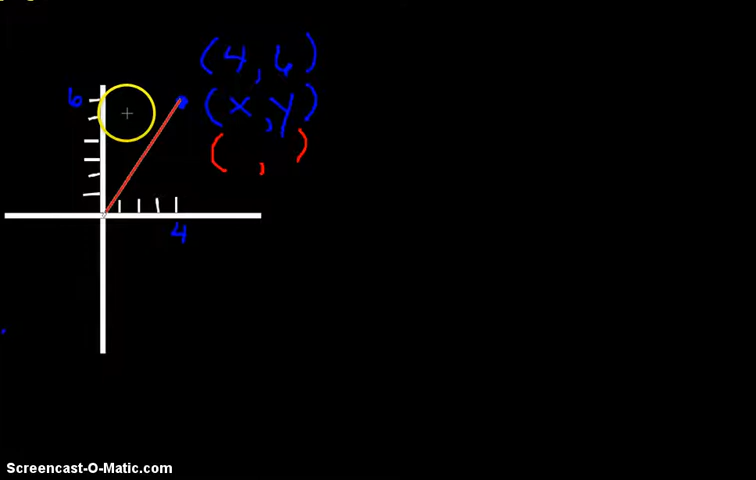 (4, 6)
6 (x, y)
( , )
4
Screencast-O-Matic.com